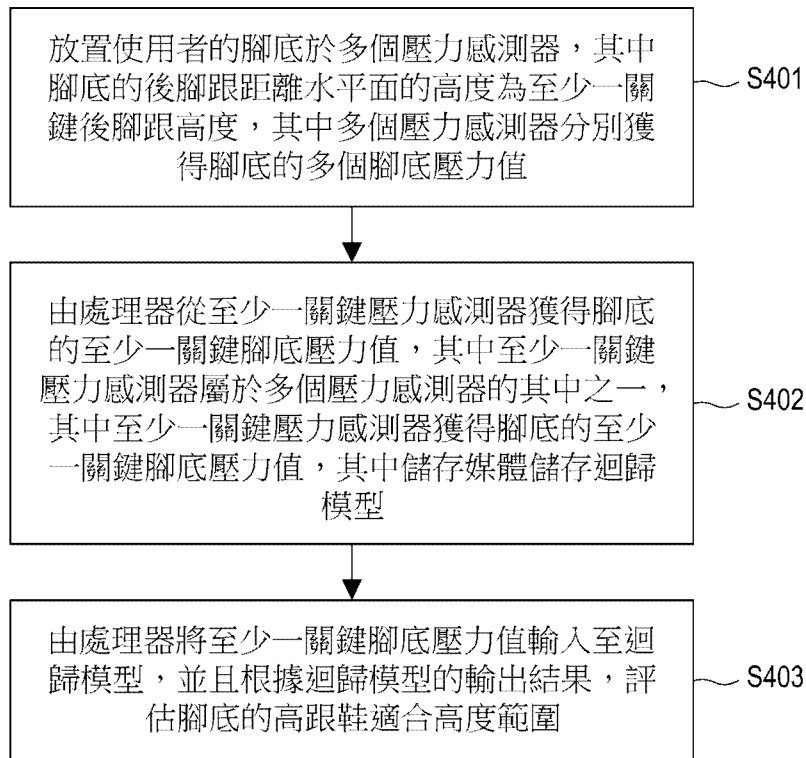 放置使用者的腳底於多個壓力感測器，其中
腳底的後腳跟距離水平面的高度為至少一關
鍵後腳跟高度，其中多個壓力感測器分別獲
得腳底的多個腳底壓力值
S401
由處理器從至少一關鍵壓力感測器獲得腳底
的至少一關鍵腳底壓力值，其中至少一關鍵
壓力感測器屬於多個壓力感測器的其中之一，
其中至少一關鍵壓力感測器獲得腳底的至少
一關鍵腳底壓力值，其中儲存媒體儲存迴歸
模型
S402
由處理器將至少一關鍵腳底壓力值輸入至迴
歸模型，並且根據迴歸模型的輸出結果，評
估腳底的高跟鞋適合高度範圍
S403